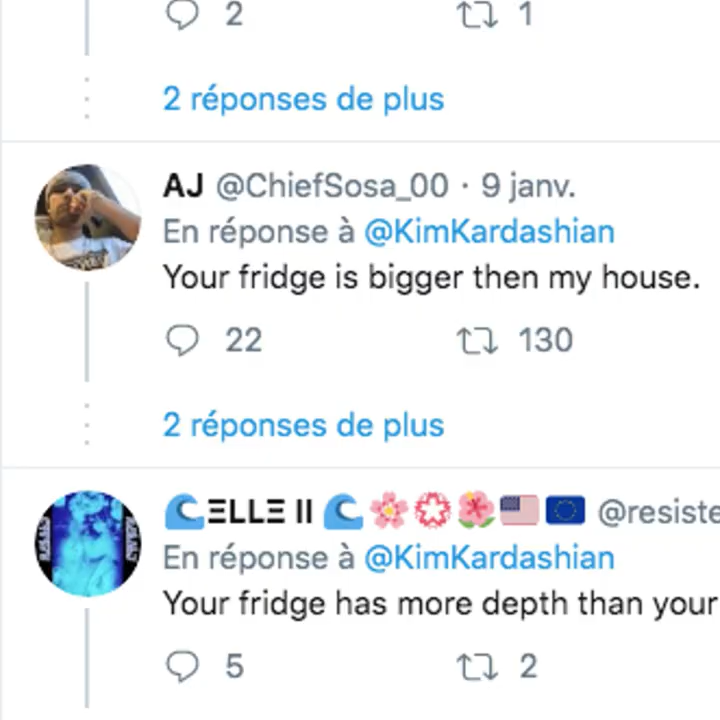 2 1
2 réponses de plus
AJ @ChiefSosa_00 · 9 janv.
En réponse à @KimKardashian
Your fridge is bigger then my house.
22 130
2 réponses de plus
🌊ΞLLΞ II 🌊🌸💮🌺🇺🇸🇪🇺 @resiste
En réponse à @KimKardashian
Your fridge has more depth than your
5 2